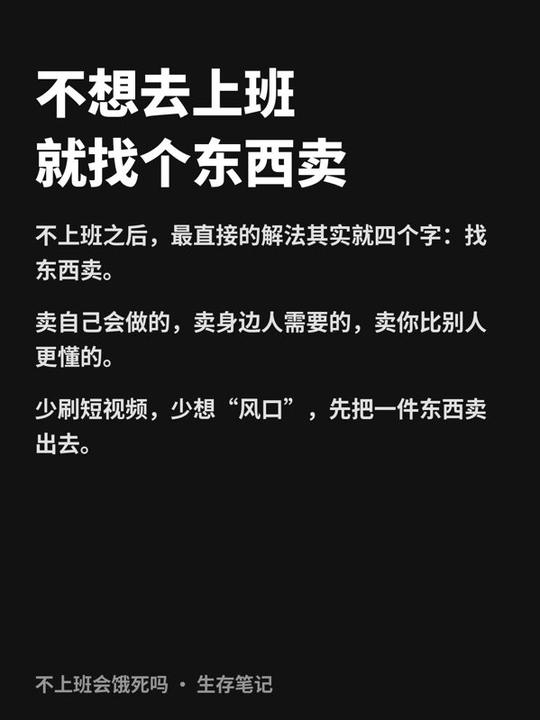 不想去上班
就找个东西卖
不上班之后，最直接的解法其实就四个字：找
东西卖。
卖自己会做的，卖身边人需要的，卖你比别人
更懂的。
少刷短视频，少想“风口”，先把一件东西卖
出去。
不上班会饿死吗 · 生存笔记